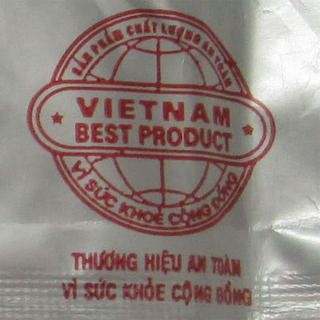 SẢN PHẨM CHẤT LƯỢNG AN TOÀN
VIETNAM
BEST PRODUCT
VÌ SỨC KHOẺ CỘNG ĐỒNG
THƯƠNG HIỆU AN TOÀN
VÌ SỨC KHỎE CỘNG ĐỒNG